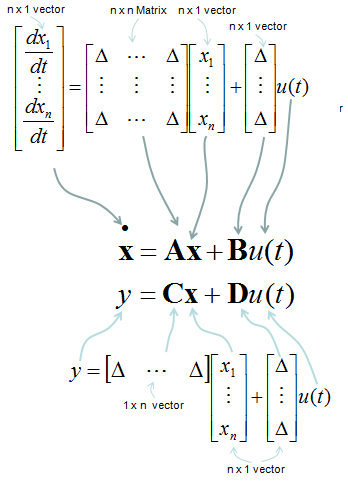 n x 1 vector n x n Matrix n x 1 vector n x 1 vector
[dx₁/dt ⋮ dxₙ/dt] = [Δ ⋯ Δ ⋮ ⋮ ⋮ Δ ⋯ Δ] [x₁ ⋮ xₙ] + [Δ ⋮ Δ] u(t)
r
ẋ = Ax + Bu(t)
y = Cx + Du(t)
y = [Δ ⋯ Δ] [x₁ ⋮ xₙ] + [Δ ⋮ Δ] u(t)
1 x n vector
n x 1 vector